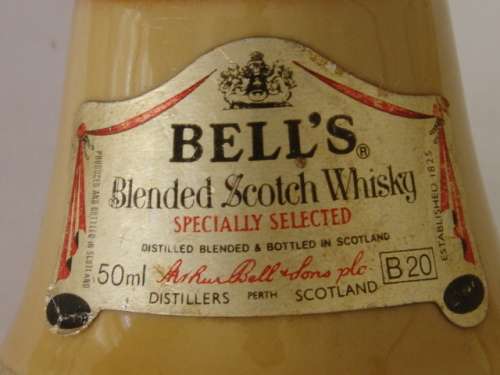 BELL'S®
Blended Scotch Whisky
SPECIALLY SELECTED
DISTILLED BLENDED & BOTTLED IN SCOTLAND
50ml Arthur Bell & Sons plc B 20
DISTILLERS PERTH SCOTLAND
PRODUCED AND BOTTLED IN SCOTLAND
ESTABLISHED 1825